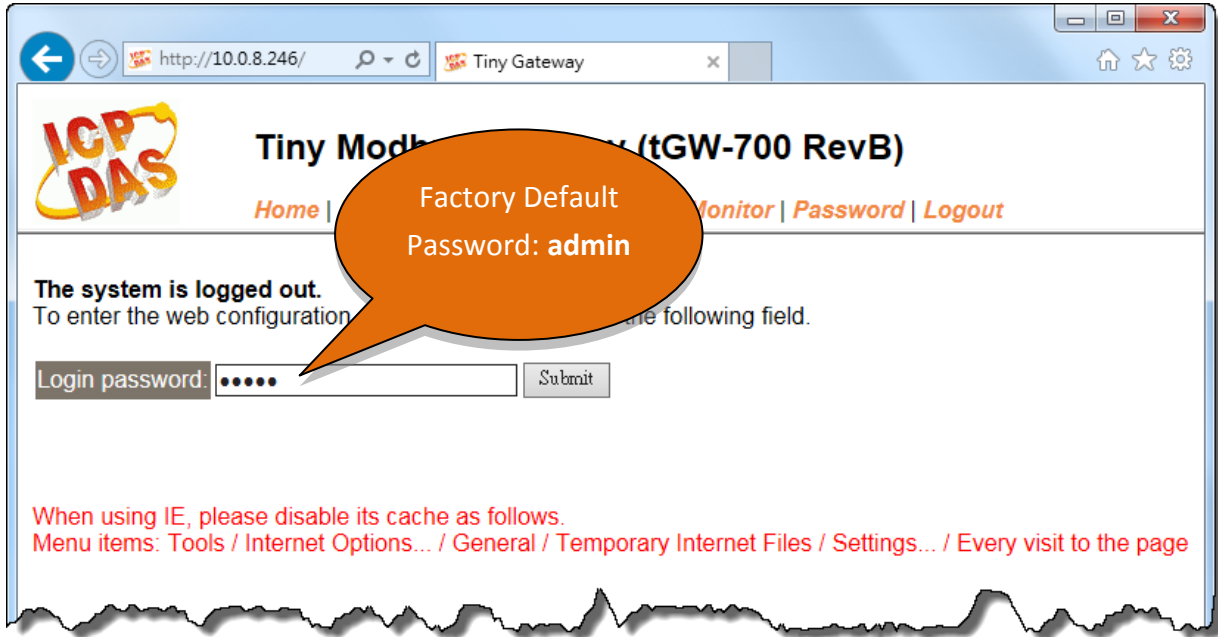 http://10.0.8.246/
Tiny Gateway
ICP
DAS
Tiny (tGW-700 RevB)
Home | Monitor | Password | Logout
Factory Default
Password: admin
The system is logged out.
To enter the web configuration the following field.
Login password: •••••
Submit
When using IE, please disable its cache as follows.
Menu items: Tools / Internet Options... / General / Temporary Internet Files / Settings... / Every visit to the page